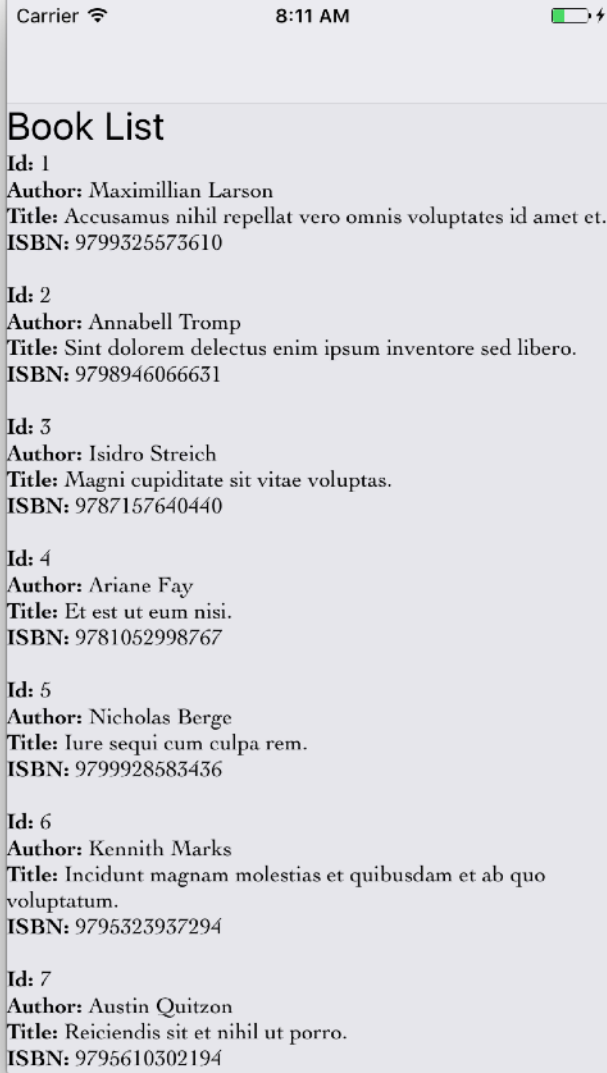 Carrier 8:11 AM
Book List
Id: 1
Author: Maximillian Larson
Title: Accusamus nihil repellat vero omnis voluptates id amet et.
ISBN: 9799325573610
Id: 2
Author: Annabell Tromp
Title: Sint dolorem delectus enim ipsum inventore sed libero.
ISBN: 9798946066631
Id: 3
Author: Isidro Streich
Title: Magni cupiditate sit vitae voluptas.
ISBN: 9787157640440
Id: 4
Author: Ariane Fay
Title: Et est ut eum nisi.
ISBN: 9781052998767
Id: 5
Author: Nicholas Berge
Title: Iure sequi cum culpa rem.
ISBN: 9799928583436
Id: 6
Author: Kennith Marks
Title: Incidunt magnam molestias et quibusdam et ab quo
voluptatum.
ISBN: 9795323937294
Id: 7
Author: Austin Quitzon
Title: Reiciendis sit et nihil ut porro.
ISBN: 9795610302194